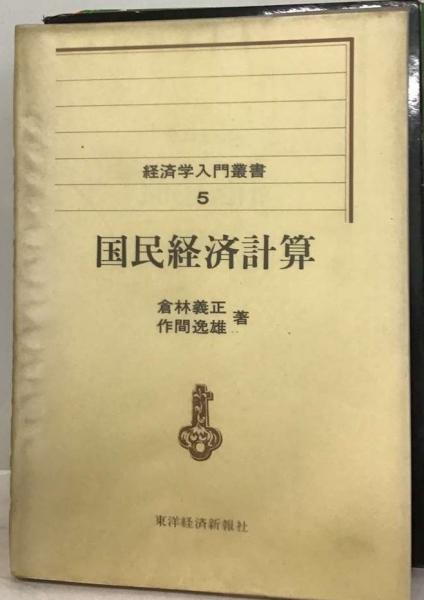 経済学入門叢書
5
国民経済計算
倉林義正
作間逸雄 著
東洋経済新報社